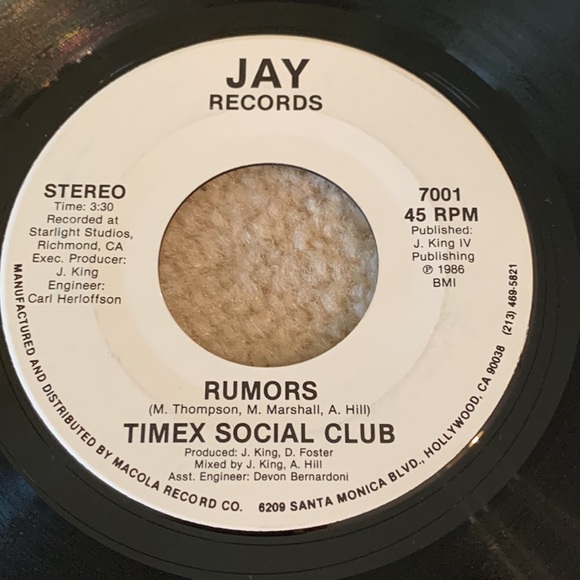 JAY
RECORDS
STEREO
Time: 3:30
Recorded at
Starlight Studios,
Richmond, CA
Exec. Producer:
J. King
Engineer:
Carl Herloffson
7001
45 RPM
Published:
J. King IV
Publishing
℗ 1986
BMI
RUMORS
(M. Thompson, M. Marshall, A. Hill)
TIMEX SOCIAL CLUB
Produced: J. King, D. Foster
Mixed by J. King, A. Hill
Asst. Engineer: Devon Bernardoni
MANUFACTURED AND DISTRIBUTED BY MACOLA RECORD CO. 6209 SANTA MONICA BLVD., HOLLYWOOD, CA 90038 (213) 469-5821